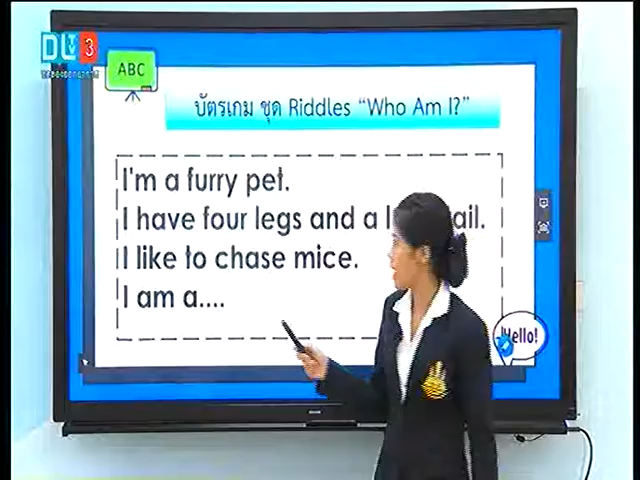 DLTV 3
ABC
บัตรเกม ชุด Riddles “Who Am I?”
I'm a furry pet.
I have four legs and a l ail.
I like to chase mice.
I am a....
Hello!